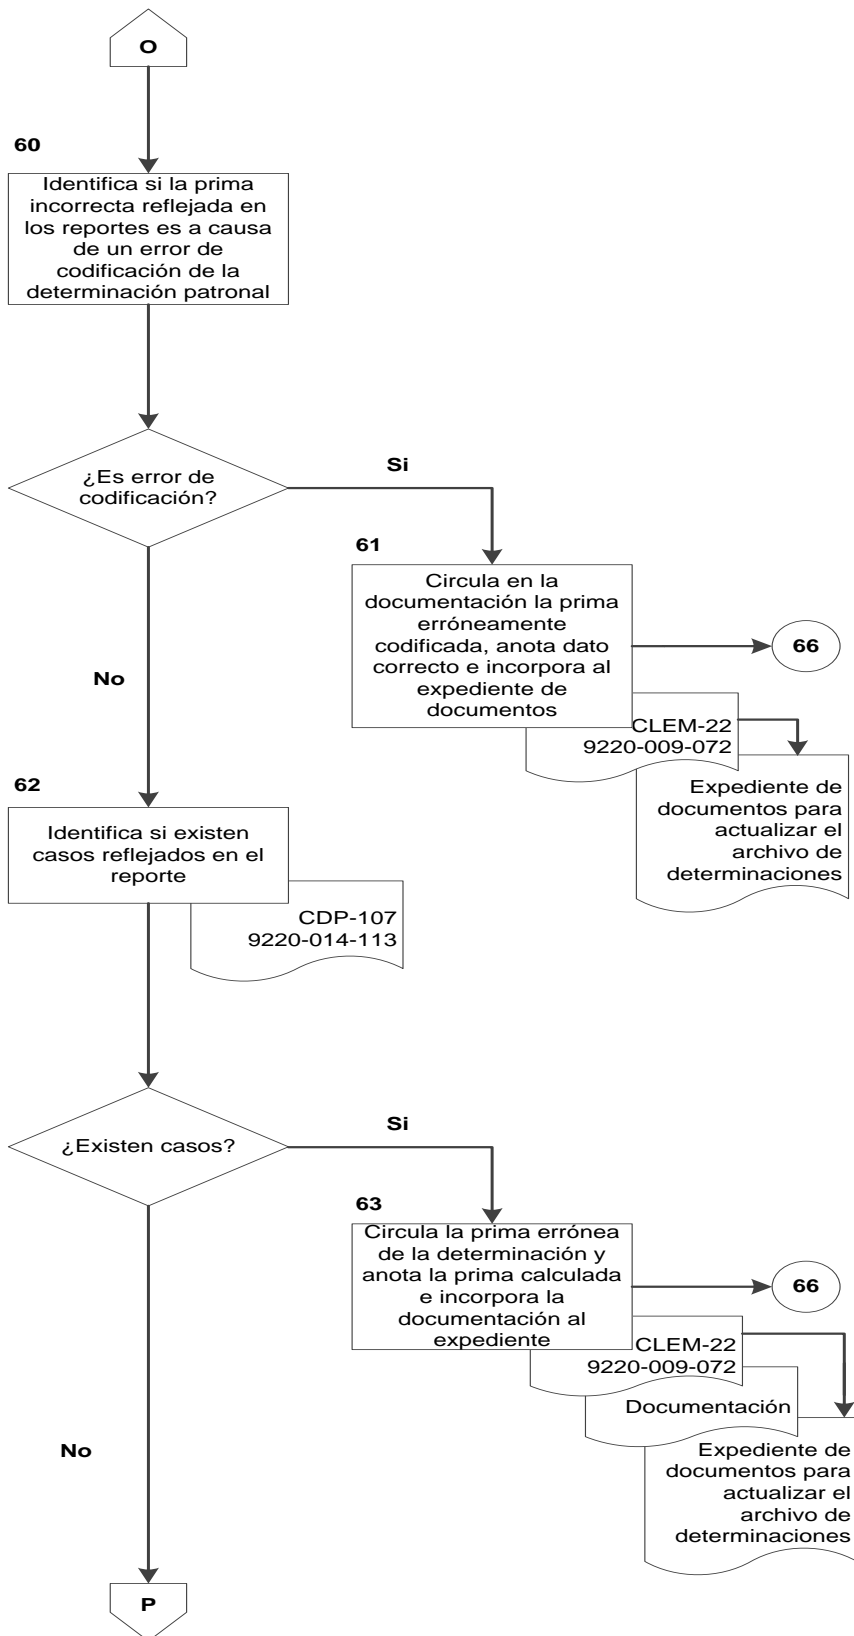 O
60
Identifica si la prima
incorrecta reflejada en
los reportes es a causa
de un error de
codificación de la
determinación patronal
¿Es error de
codificación?
Si
61
Circula en la
documentación la prima
erróneamente
codificada, anota dato
correcto e incorpora al
expediente de
documentos
66
CLEM-22
9220-009-072
Expediente de
documentos para
actualizar el
archivo de
determinaciones
No
62
Identifica si existen
casos reflejados en el
reporte
CDP-107
9220-014-113
¿Existen casos?
Si
63
Circula la prima errónea
de la determinación y
anota la prima calculada
e incorpora la
documentación al
expediente
66
CLEM-22
9220-009-072
Documentación
Expediente de
documentos para
actualizar el
archivo de
determinaciones
No
P